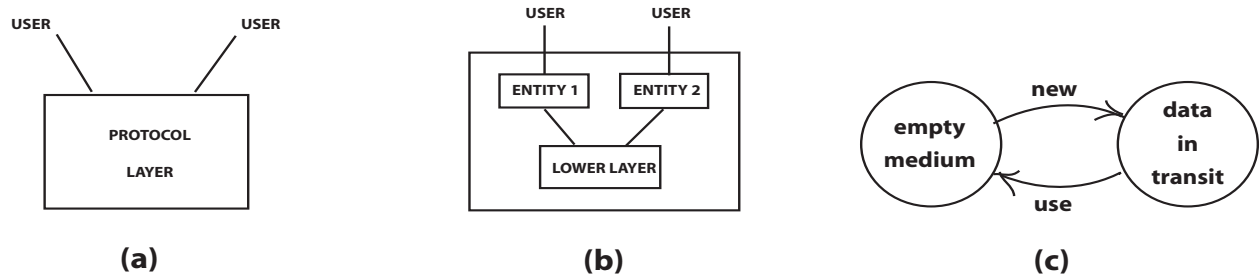 USER
USER
PROTOCOL
LAYER
(a)
USER
USER
ENTITY 1
ENTITY 2
LOWER LAYER
(b)
new
empty
medium
data
in
transit
use
(c)